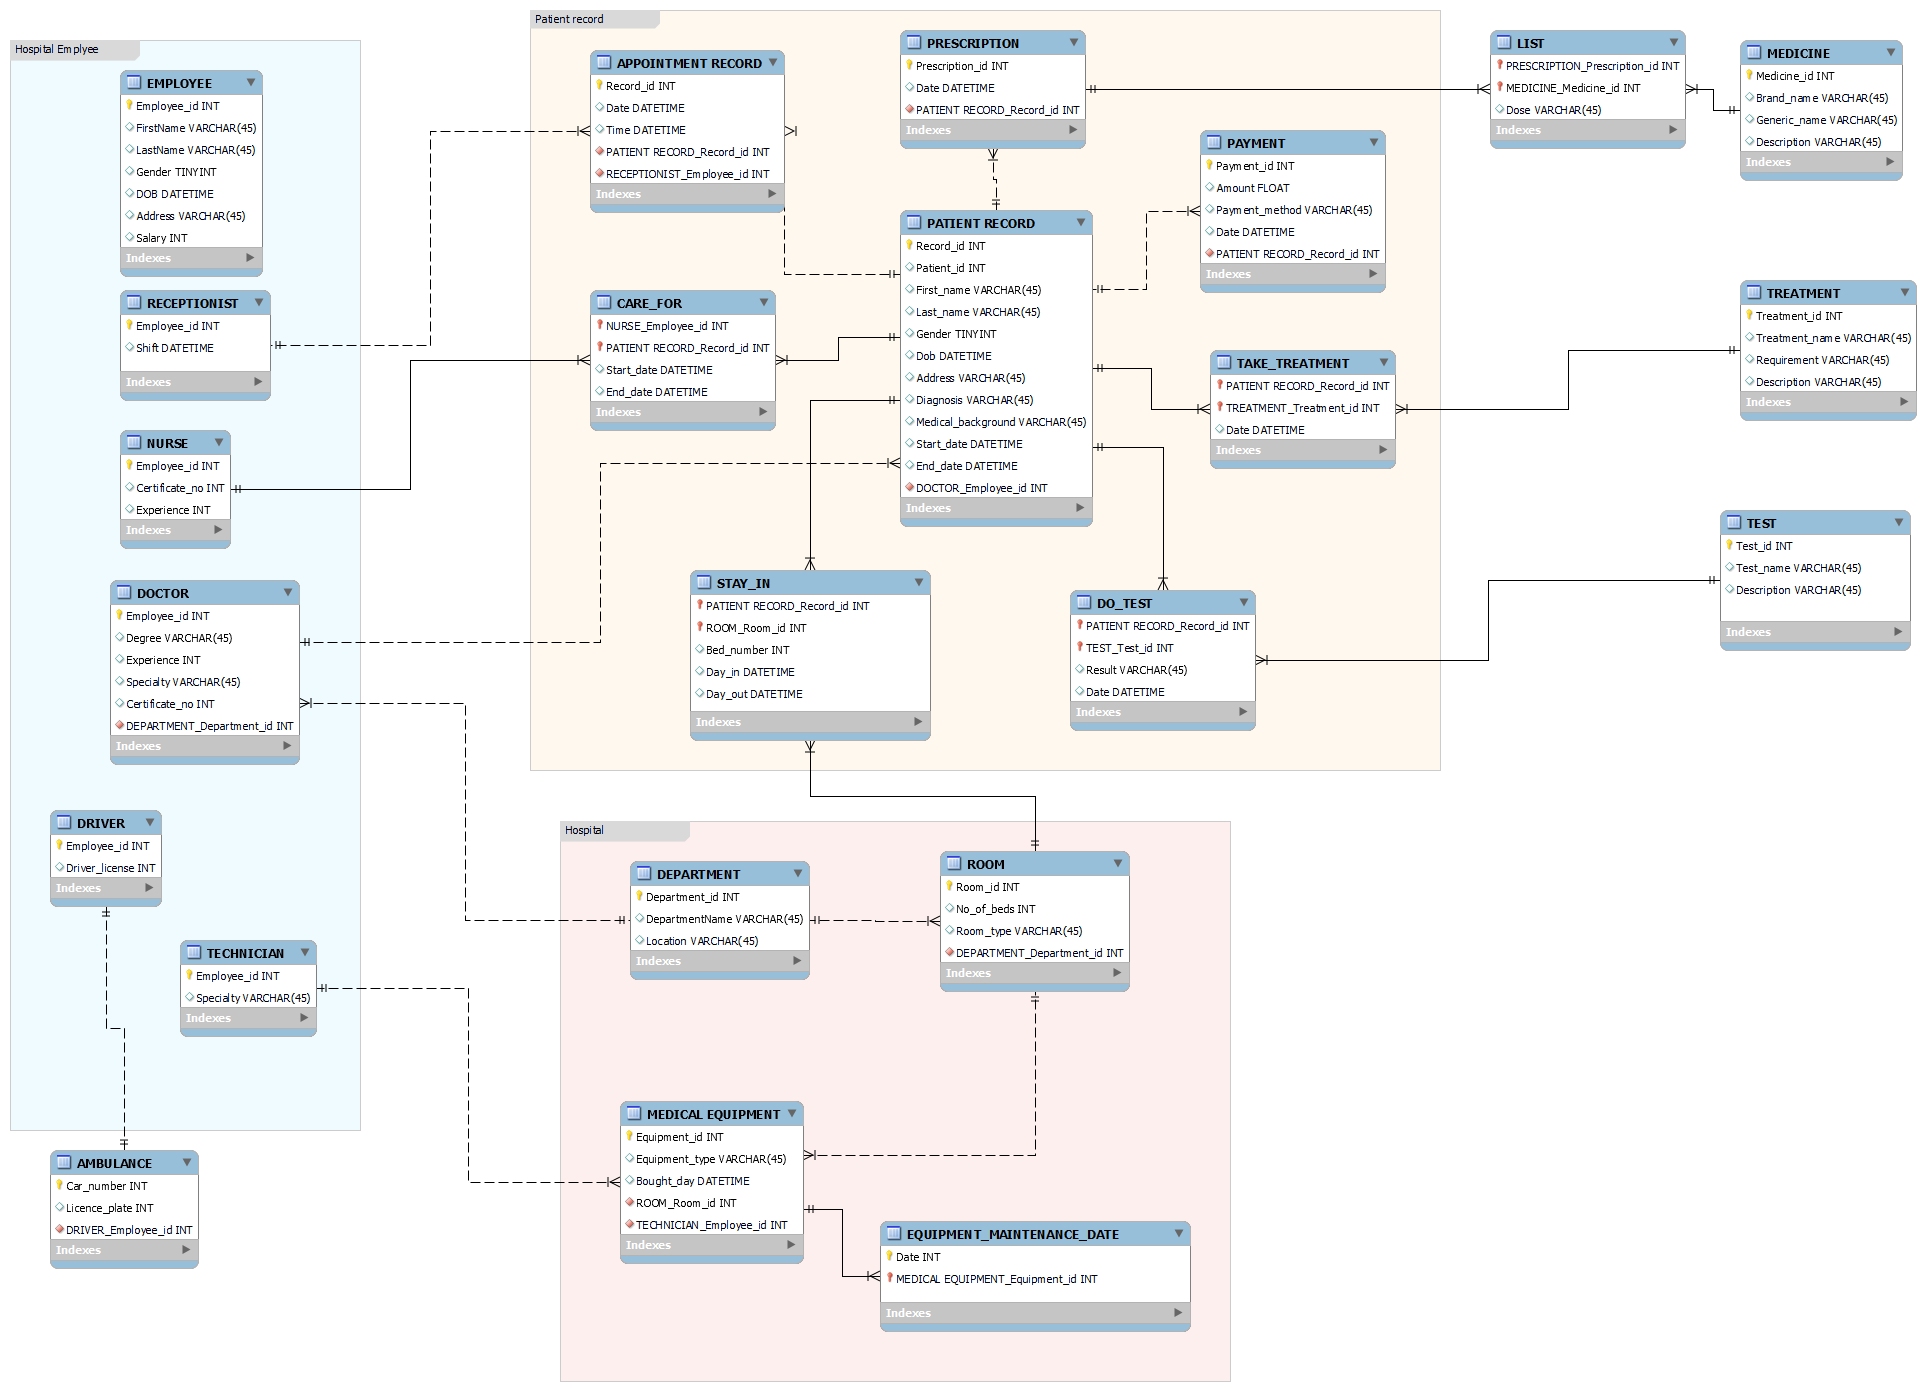 Hospital Emplyee
EMPLOYEE
Employee_id INT
FirstName VARCHAR(45)
LastName VARCHAR(45)
Gender TINYINT
DOB DATETIME
Address VARCHAR(45)
Salary INT
Indexes
RECEPTIONIST
Employee_id INT
Shift DATETIME
Indexes
NURSE
Employee_id INT
Certificate_no INT
Experience INT
Indexes
DOCTOR
Employee_id INT
Degree VARCHAR(45)
Experience INT
Specialty VARCHAR(45)
Certificate_no INT
DEPARTMENT_Department_id INT
Indexes
DRIVER
Employee_id INT
Driver_license INT
Indexes
TECHNICIAN
Employee_id INT
Specialty VARCHAR(45)
Indexes
AMBULANCE
Car_number INT
Licence_plate INT
DRIVER_Employee_id INT
Indexes
Patient record
APPOINTMENT RECORD
Record_id INT
Date DATETIME
Time DATETIME
PATIENT RECORD_Record_id INT
RECEPTIONIST_Employee_id INT
Indexes
PRESCRIPTION
Prescription_id INT
Date DATETIME
PATIENT RECORD_Record_id INT
Indexes
PAYMENT
Payment_id INT
Amount FLOAT
Payment_method VARCHAR(45)
Date DATETIME
PATIENT RECORD_Record_id INT
Indexes
PATIENT RECORD
Record_id INT
Patient_id INT
First_name VARCHAR(45)
Last_name VARCHAR(45)
Gender TINYINT
Dob DATETIME
Address VARCHAR(45)
Diagnosis VARCHAR(45)
Medical_background VARCHAR(45)
Start_date DATETIME
End_date DATETIME
DOCTOR_Employee_id INT
Indexes
CARE_FOR
NURSE_Employee_id INT
PATIENT RECORD_Record_id INT
Start_date DATETIME
End_date DATETIME
Indexes
TAKE_TREATMENT
PATIENT RECORD_Record_id INT
TREATMENT_Treatment_id INT
Date DATETIME
Indexes
STAY_IN
PATIENT RECORD_Record_id INT
ROOM_Room_id INT
Bed_number INT
Day_in DATETIME
Day_out DATETIME
Indexes
DO_TEST
PATIENT RECORD_Record_id INT
TEST_Test_id INT
Result VARCHAR(45)
Date DATETIME
Indexes
LIST
PRESCRIPTION_Prescription_id INT
MEDICINE_Medicine_id INT
Dose VARCHAR(45)
Indexes
MEDICINE
Medicine_id INT
Brand_name VARCHAR(45)
Generic_name VARCHAR(45)
Description VARCHAR(45)
Indexes
TREATMENT
Treatment_id INT
Treatment_name VARCHAR(45)
Requirement VARCHAR(45)
Description VARCHAR(45)
Indexes
TEST
Test_id INT
Test_name VARCHAR(45)
Description VARCHAR(45)
Indexes
Hospital
DEPARTMENT
Department_id INT
DepartmentName VARCHAR(45)
Location VARCHAR(45)
Indexes
ROOM
Room_id INT
No_of_beds INT
Room_type VARCHAR(45)
DEPARTMENT_Department_id INT
Indexes
MEDICAL EQUIPMENT
Equipment_id INT
Equipment_type VARCHAR(45)
Bought_day DATETIME
ROOM_Room_id INT
TECHNICIAN_Employee_id INT
Indexes
EQUIPMENT_MAINTENANCE_DATE
Date INT
MEDICAL EQUIPMENT_Equipment_id INT
Indexes